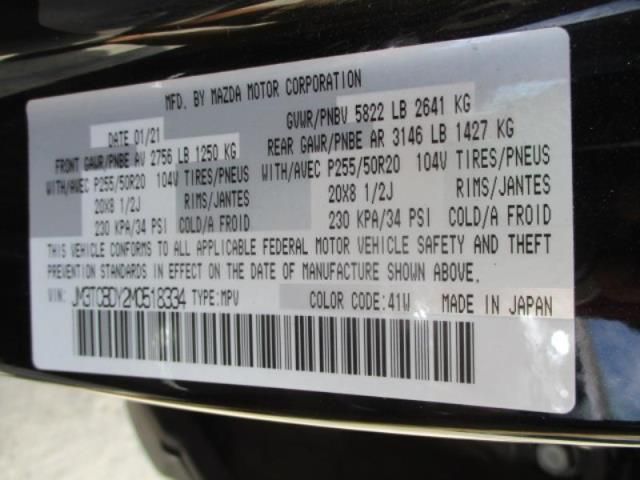 MFD. BY MAZDA MOTOR CORPORATION
DATE 01/21 GVWR/PNBV 5822 LB 2641 KG
FRONT GAWR/PNBE AV 2756 LB 1250 KG REAR GAWR/PNBE AR 3146 LB 1427 KG
WITH/AVEC P255/50R20 104V TIRES/PNEUS WITH/AVEC P255/50R20 104V TIRES/PNEUS
20X8 1/2J RIMS/JANTES 20X8 1/2J RIMS/JANTES
230 KPA/34 PSI COLD/A FROID 230 KPA/34 PSI COLD/A FROID
THIS VEHICLE CONFORMS TO ALL APPLICABLE FEDERAL MOTOR VEHICLE SAFETY AND THEFT
PREVENTION STANDARDS IN EFFECT ON THE DATE OF MANUFACTURE SHOWN ABOVE.
VIN: JM3TCBDY2M0518334 TYPE:MPV COLOR CODE:41W MADE IN JAPAN